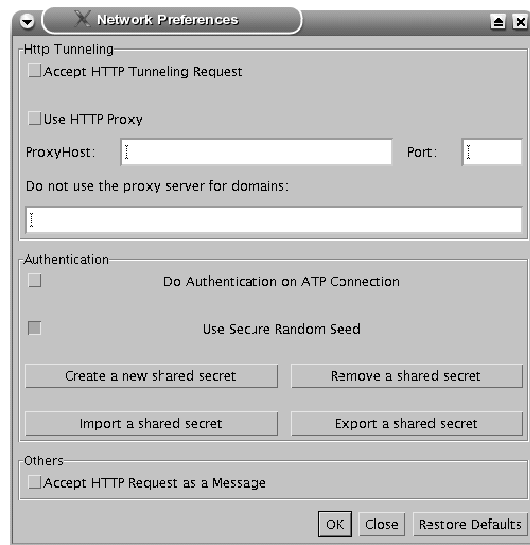 Network Preferences
Http Tunneling
Accept HTTP Tunneling Request
Use HTTP Proxy
ProxyHost: Port:
Do not use the proxy server for domains:
Authentication
Do Authentication on ATP Connection
Use Secure Random Seed
Create a new shared secret Remove a shared secret
Import a shared secret Export a shared secret
Others
Accept HTTP Request as a Message
OK Close Restore Defaults